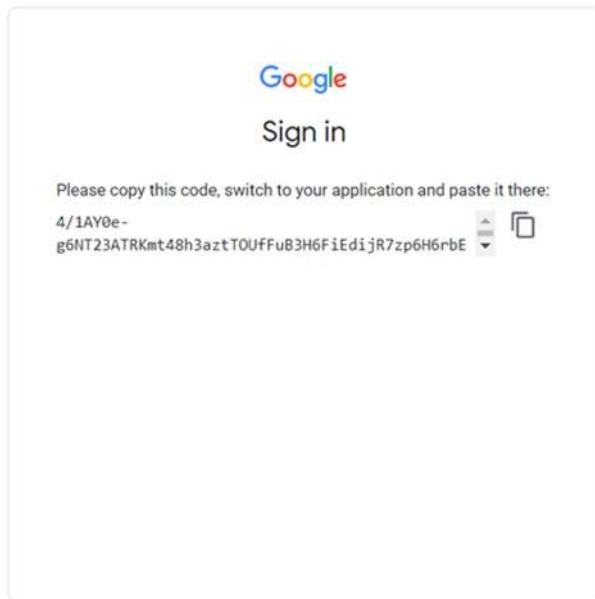 Google
Sign in
Please copy this code, switch to your application and paste it there:
4/1AY0e-
g6NT23ATRKmt48h3aztTOUfFuB3H6FiEdijR7zp6H6rbE